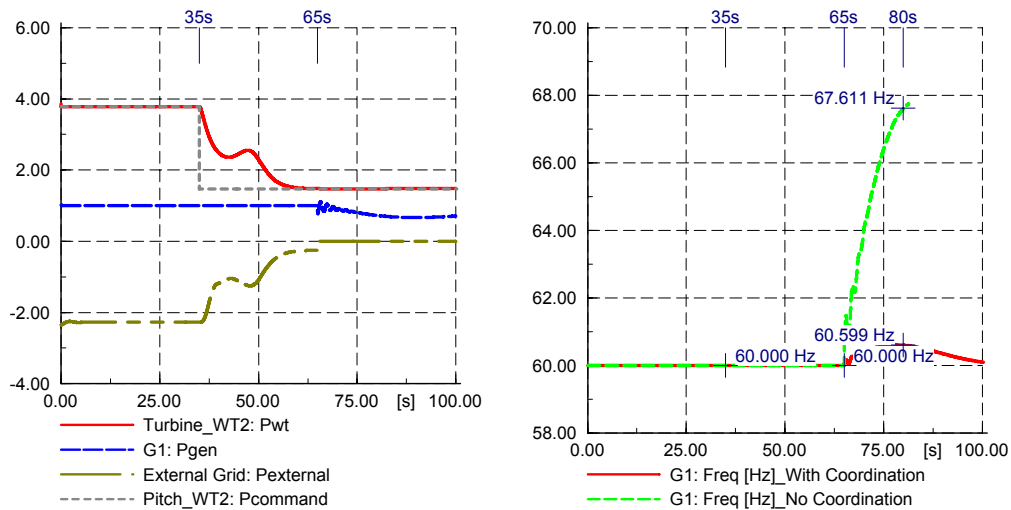 35s 65s
6.00
4.00
2.00
0.00
-2.00
-4.00
0.00 25.00 50.00 75.00 [s] 100.00
Turbine_WT2: Pwt
G1: Pgen
External Grid: Pexternal
Pitch_WT2: Pcommand
35s 65s 80s
70.00
68.00
67.611 Hz
66.00
64.00
62.00
60.599 Hz
60.000 Hz 60.000 Hz
60.00
58.00
0.00 25.00 50.00 75.00 [s] 100.00
G1: Freq [Hz]_With Coordination
G1: Freq [Hz]_No Coordination